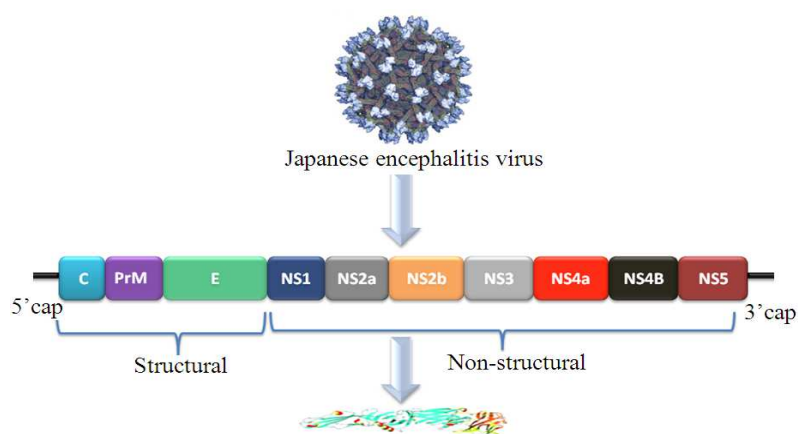 Japanese encephalitis virus
C PrM E NS1 NS2a NS2b NS3 NS4a NS4B NS5
5’cap 3’cap
Structural Non-structural